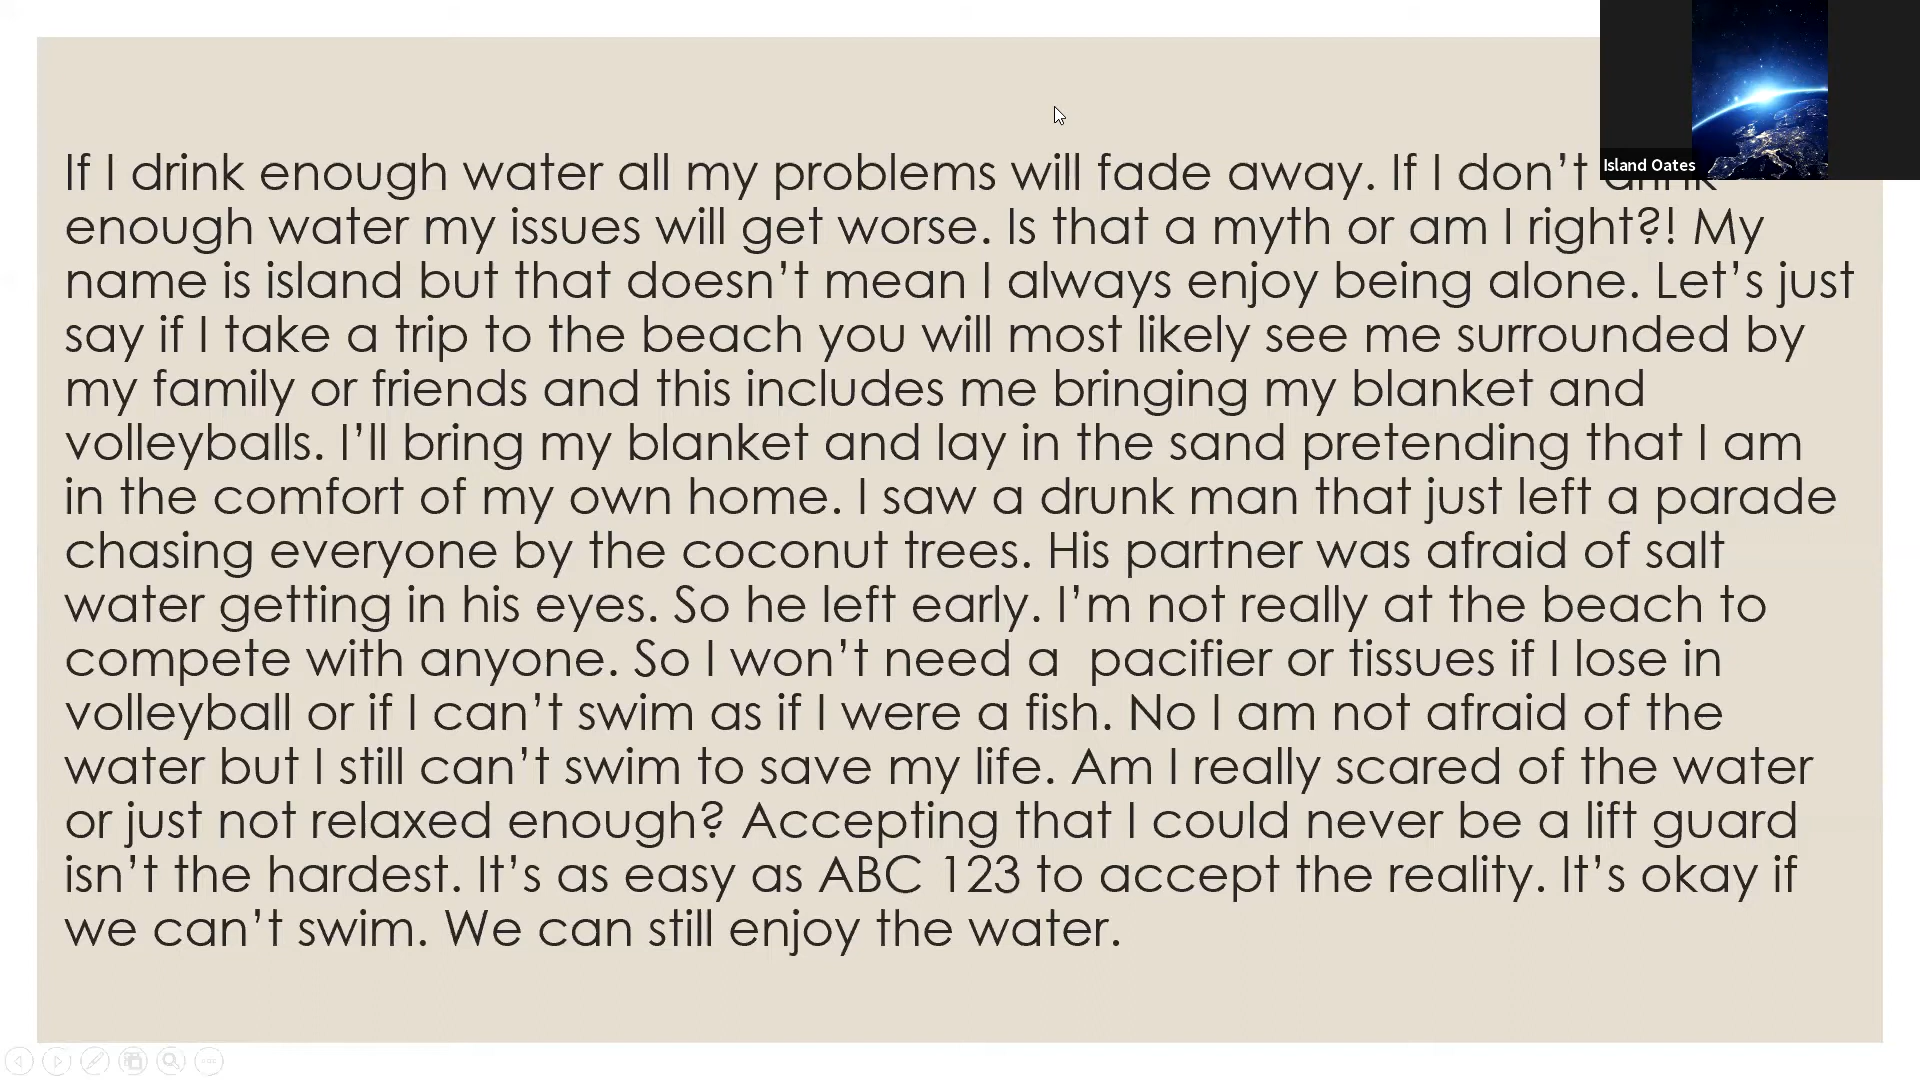 If I drink enough water all my problems will fade away. If I don’t drink
enough water my issues will get worse. Is that a myth or am I right?! My
name is island but that doesn’t mean I always enjoy being alone. Let’s just
say if I take a trip to the beach you will most likely see me surrounded by
my family or friends and this includes me bringing my blanket and
volleyballs. I’ll bring my blanket and lay in the sand pretending that I am
in the comfort of my own home. I saw a drunk man that just left a parade
chasing everyone by the coconut trees. His partner was afraid of salt
water getting in his eyes. So he left early. I’m not really at the beach to
compete with anyone. So I won’t need a  pacifier or tissues if I lose in
volleyball or if I can’t swim as if I were a fish. No I am not afraid of the
water but I still can’t swim to save my life. Am I really scared of the water
or just not relaxed enough? Accepting that I could never be a lift guard
isn’t the hardest. It’s as easy as ABC 123 to accept the reality. It’s okay if
we can’t swim. We can still enjoy the water.
Island Oates